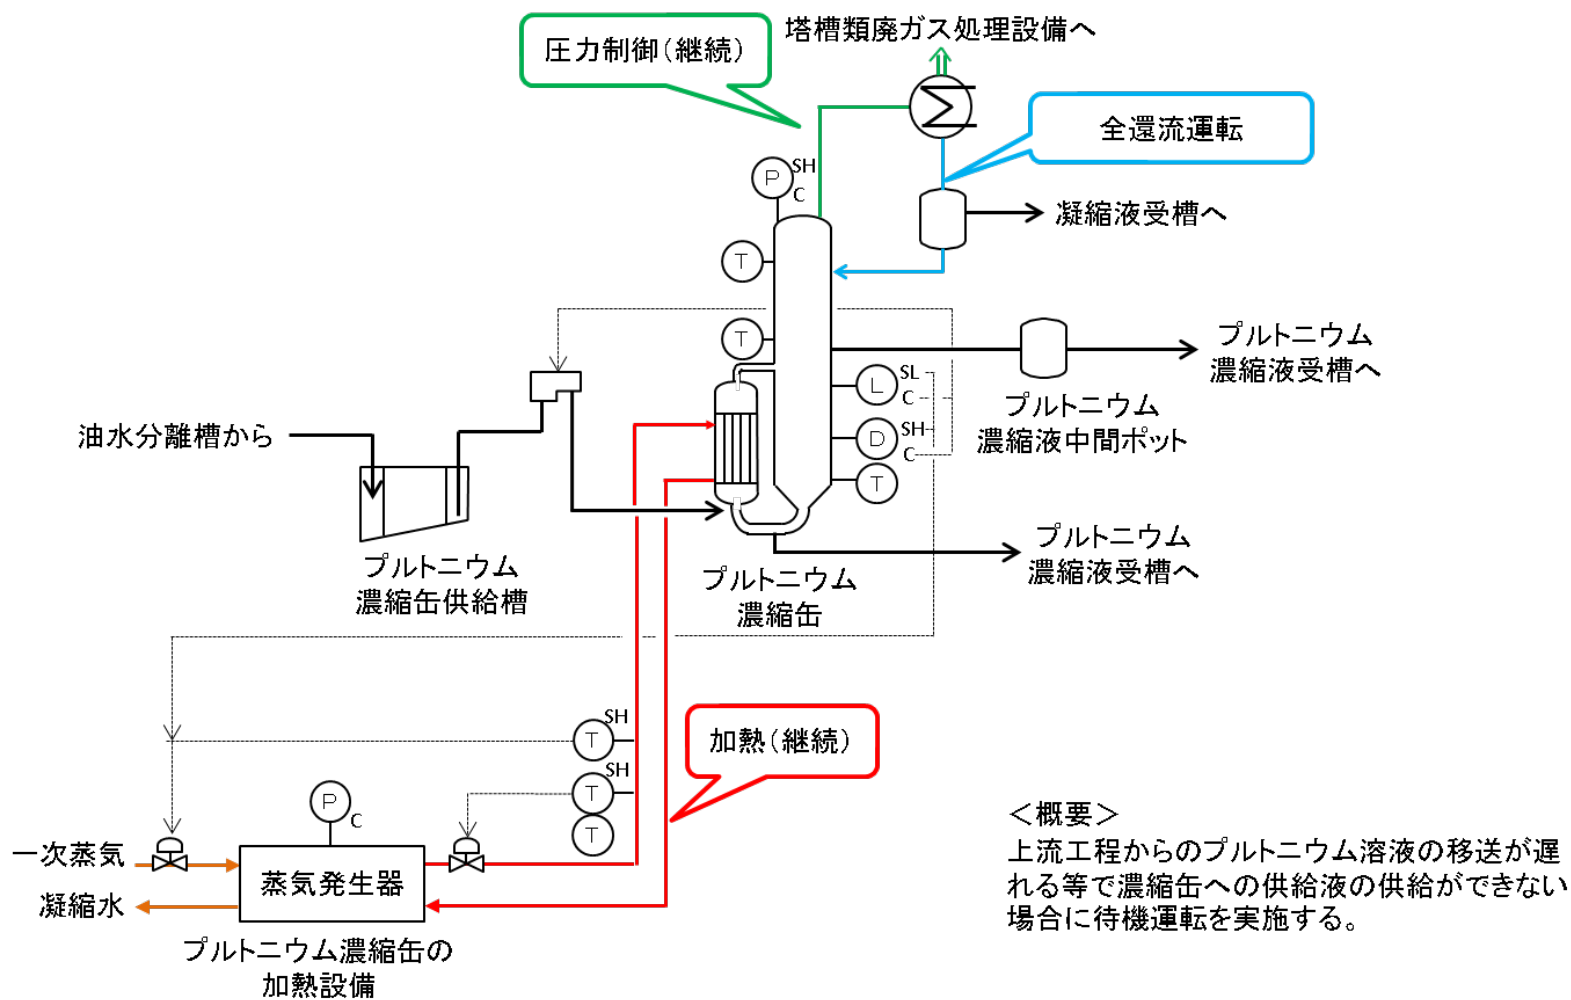 塔槽類廃ガス処理設備へ
圧力制御(継続)
全還流運転
P
SH
C
凝縮液受槽へ
T
T
プルトニウム
濃縮液受槽へ
L
SL
C
プルトニウム
濃縮液中間ポット
D
SH
C
T
油水分離槽から
プルトニウム
濃縮缶供給槽
プルトニウム
濃縮缶
プルトニウム
濃縮液受槽へ
T
SH
加熱(継続)
T
SH
T
P
C
一次蒸気
凝縮水
蒸気発生器
プルトニウム濃縮缶の
加熱設備
<概要>
上流工程からのプルトニウム溶液の移送が遅
れる等で濃縮缶への供給液の供給ができない
場合に待機運転を実施する。